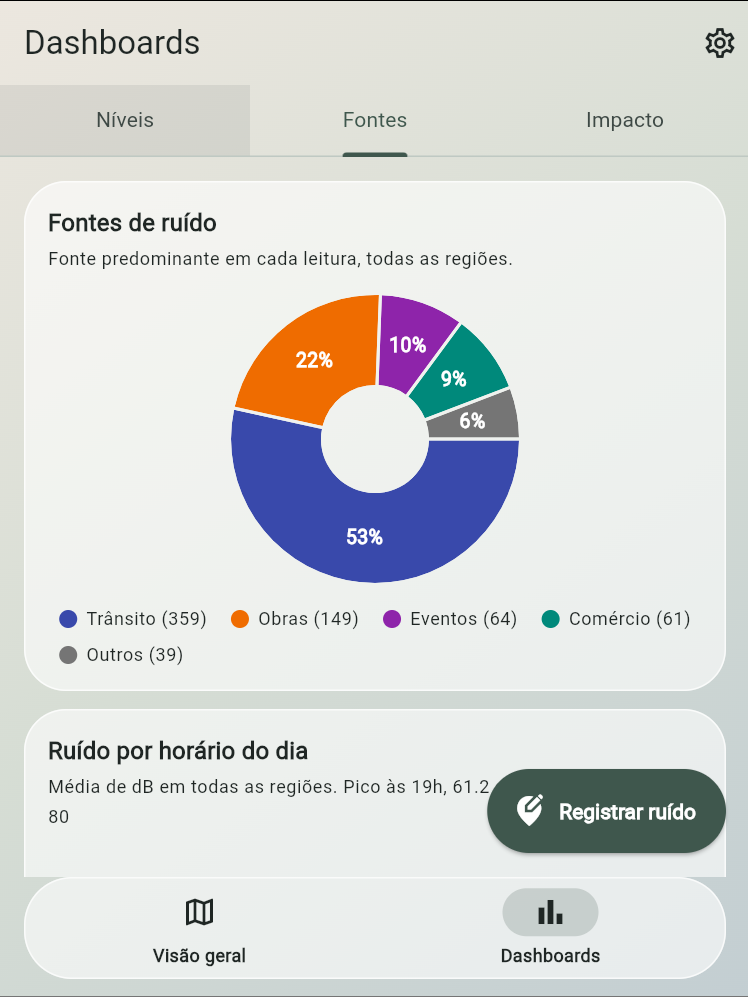 Dashboards
Níveis
Fontes
Impacto
Fontes de ruído
Fonte predominante em cada leitura, todas as regiões.
10%
22%
9%
6%
53%
Trânsito (359)
Obras (149)
Eventos (64)
Comércio (61)
Outros (39)
Ruído por horário do dia
Média de dB em todas as regiões. Pico às 19h, 61.2
80
Registrar ruído
Visão geral
Dashboards